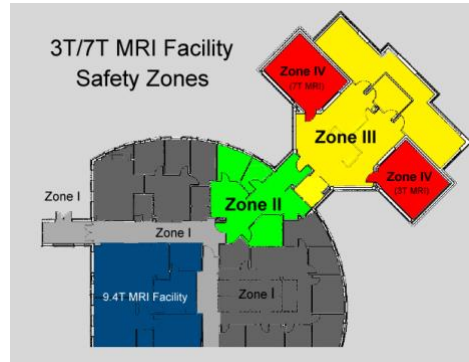 3T/7T MRI Facility
Safety Zones
Zone IV
(7T MRI)
Zone III
Zone IV
(3T MRI)
Zone II
Zone I
Zone I
9.4T MRI Facility
Zone I